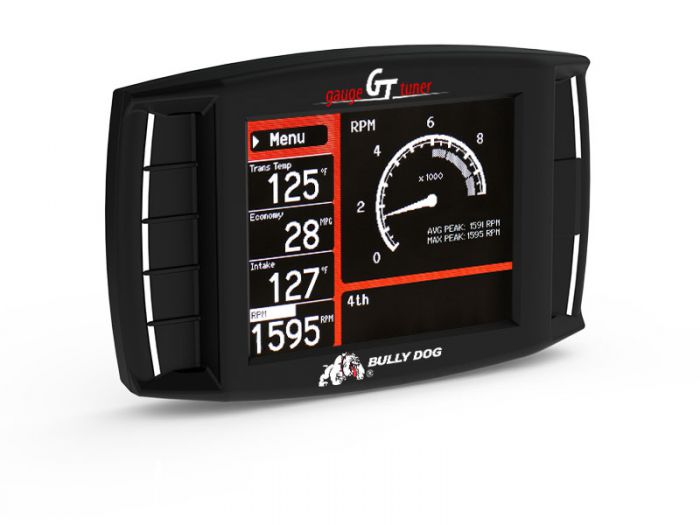 gauge GT tuner
Menu
Trans Temp
125 °F
Economy
28 MPG
Intake
127 °F
RPM
1595 RPM
RPM
0 2 4 6 8
x 1000
AVG PEAK: 1591 RPM
MAX PEAK: 1595 RPM
4th
BULLY DOG ®